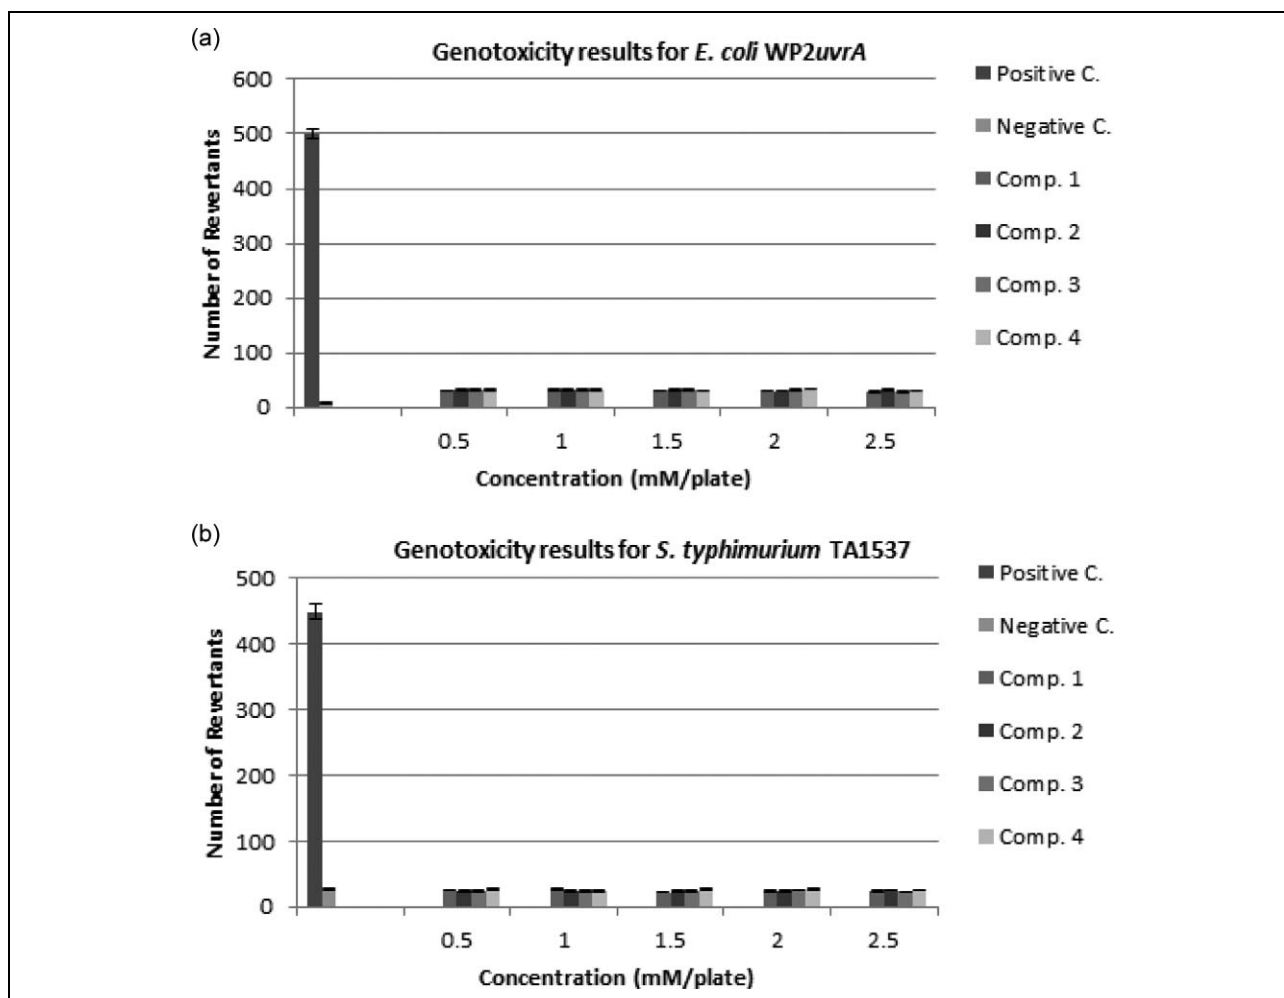 (a)
Genotoxicity results for E. coli WP2uvrA
Number of Revertants
600
500
400
300
200
100
0
0.5 1 1.5 2 2.5
Concentration (mM/plate)
Positive C.
Negative C.
Comp. 1
Comp. 2
Comp. 3
Comp. 4
(b)
Genotoxicity results for S. typhimurium TA1537
Number of Revertants
500
400
300
200
100
0
0.5 1 1.5 2 2.5
Concentration (mM/plate)
Positive C.
Negative C.
Comp. 1
Comp. 2
Comp. 3
Comp. 4